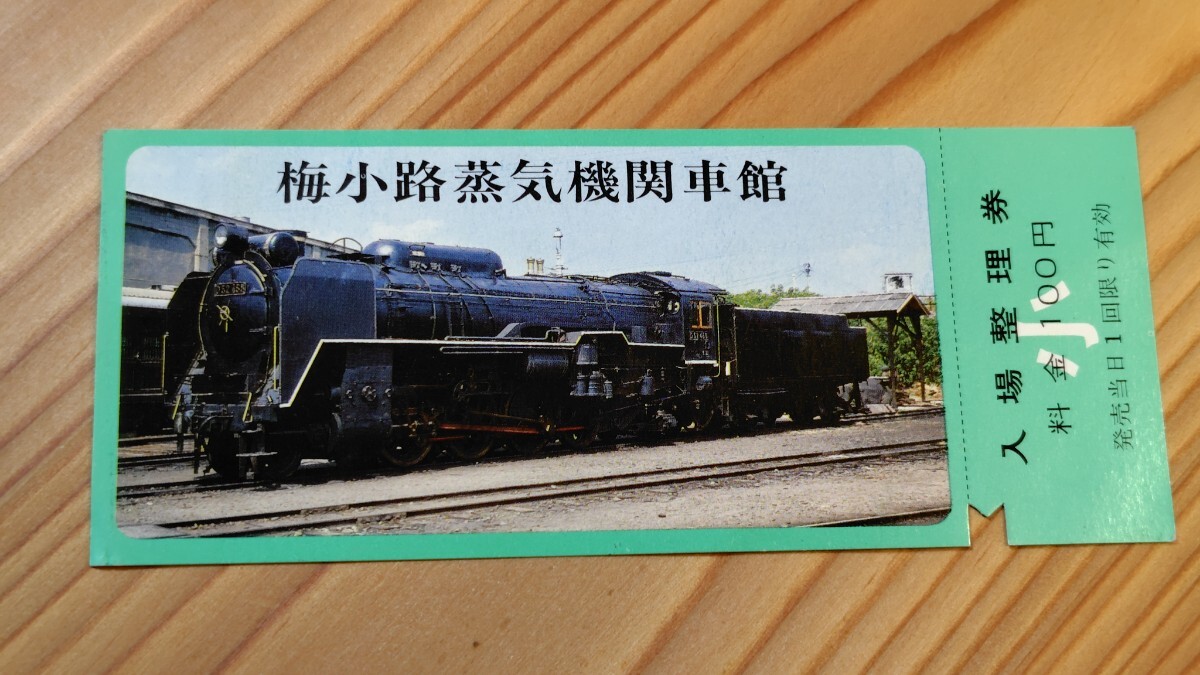 梅小路蒸気機関車館
入場整理券
小
料金100円
発売当日1回限り有効